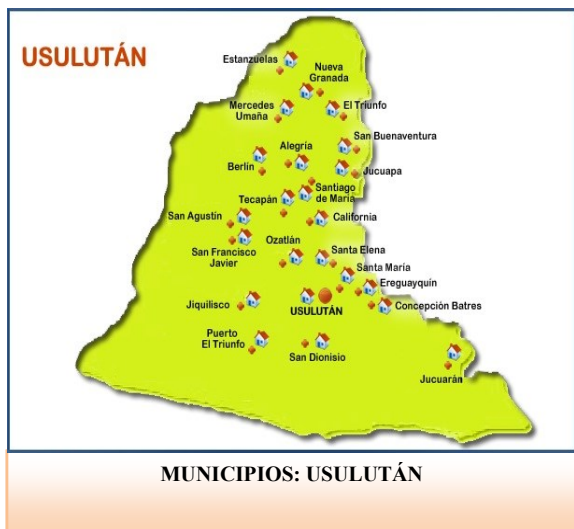 USULUTÁN
Estanzuelas
Nueva
Granada
Mercedes
Umaña
El Triunfo
San Buenaventura
Alegría
Berlín
Jucuapa
Santiago
de María
Tecapán
San Agustín
California
San Francisco
Javier
Ozatlán
Santa Elena
Santa María
Ereguayquín
Jiquilisco
USULUTÁN
Concepción Batres
Puerto
El Triunfo
San Dionisio
Jucuarán
MUNICIPIOS: USULUTÁN